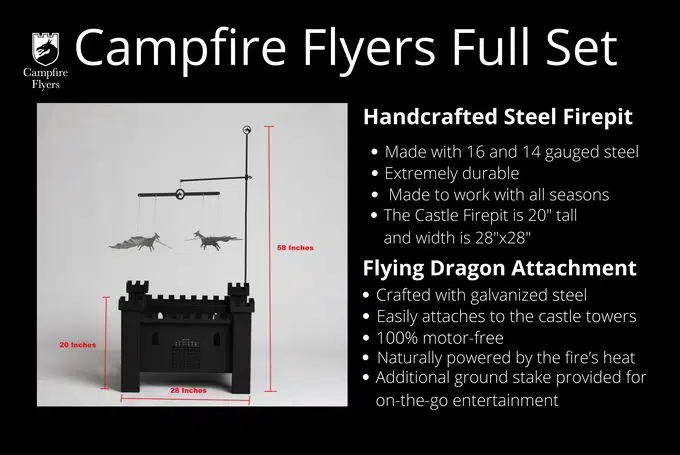 Campfire Flyers Full Set
Campfire
Flyers
Handcrafted Steel Firepit
Made with 16 and 14 gauged steel
Extremely durable
Made to work with all seasons
The Castle Firepit is 20" tall
and width is 28"x28"
58 Inches
20 Inches
28 Inches
Flying Dragon Attachment
Crafted with galvanized steel
Easily attaches to the castle towers
100% motor-free
Naturally powered by the fire's heat
Additional ground stake provided for
on-the-go entertainment